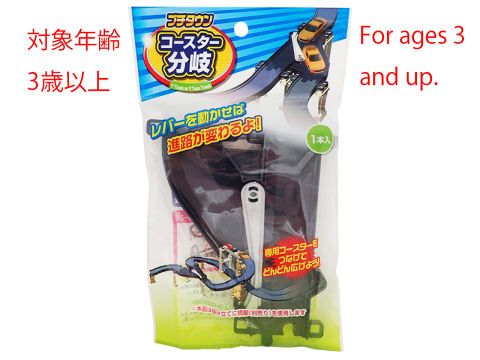 対象年齢
3歳以上
For ages 3
and up.
プチタウン
コースター
分岐
レバーを動かせば
進路が変わるよ!
1本入
専用コースターを
つなげて
どんどん広げよう!